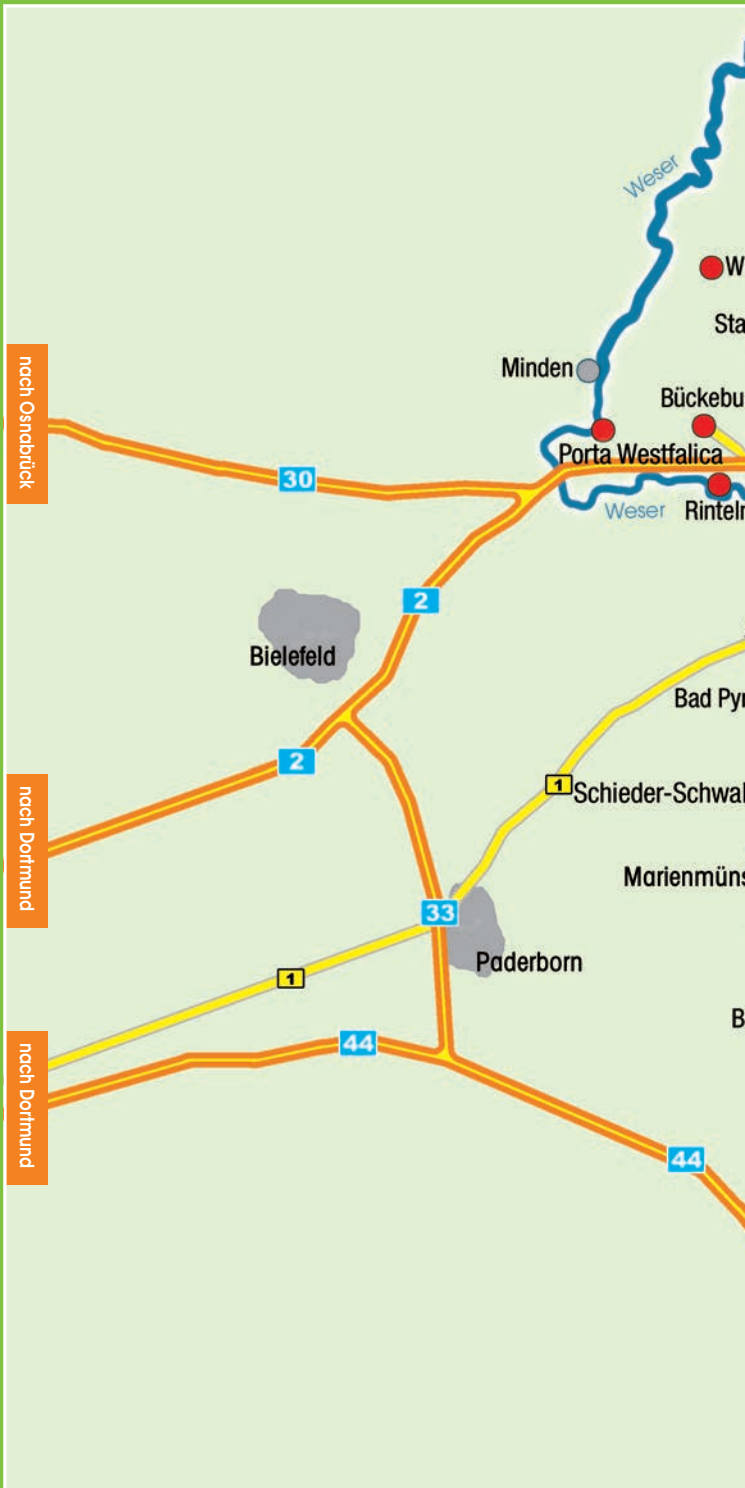 Weser
W
Sta
Minden
nach Osnabrück
Bückebu
Porta Westfalica
30
Weser
Rinteln
2
Bielefeld
Bad Pyr
2
1
Schieder-Schwal
nach Dortmund
Marienmüns
33
Paderborn
1
B
44
nach Dortmund
44